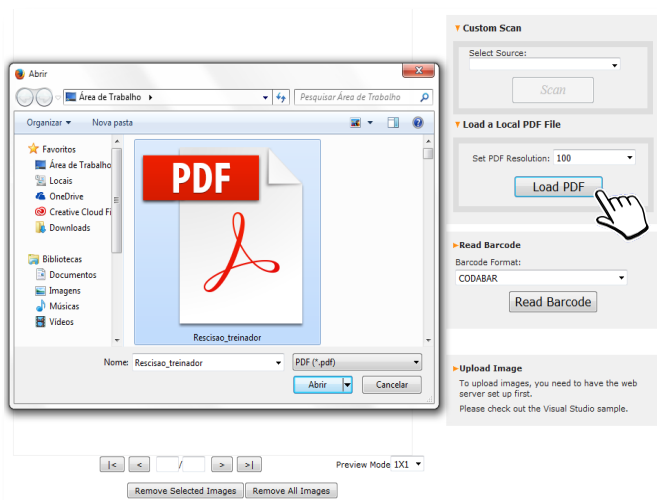 Custom Scan
Select Source:
Scan
Load a Local PDF File
Set PDF Resolution: 100
Load PDF
Read Barcode
Barcode Format:
CODABAR
Read Barcode
Upload Image
To upload images, you need to have the web
server set up first.
Please check out the Visual Studio sample.
Abrir
Área de Trabalho
Pesquisar Área de Trabalho
Organizar
Nova pasta
Favoritos
Área de Trabalho
Locais
OneDrive
Creative Cloud Fi
Downloads
Bibliotecas
Documentos
Imagens
Músicas
Vídeos
PDF
Rescisao_treinador
Nome: Rescisao_treinador
PDF (*.pdf)
Abrir
Cancelar
|< < / > >|
Preview Mode 1X1
Remove Selected Images
Remove All Images